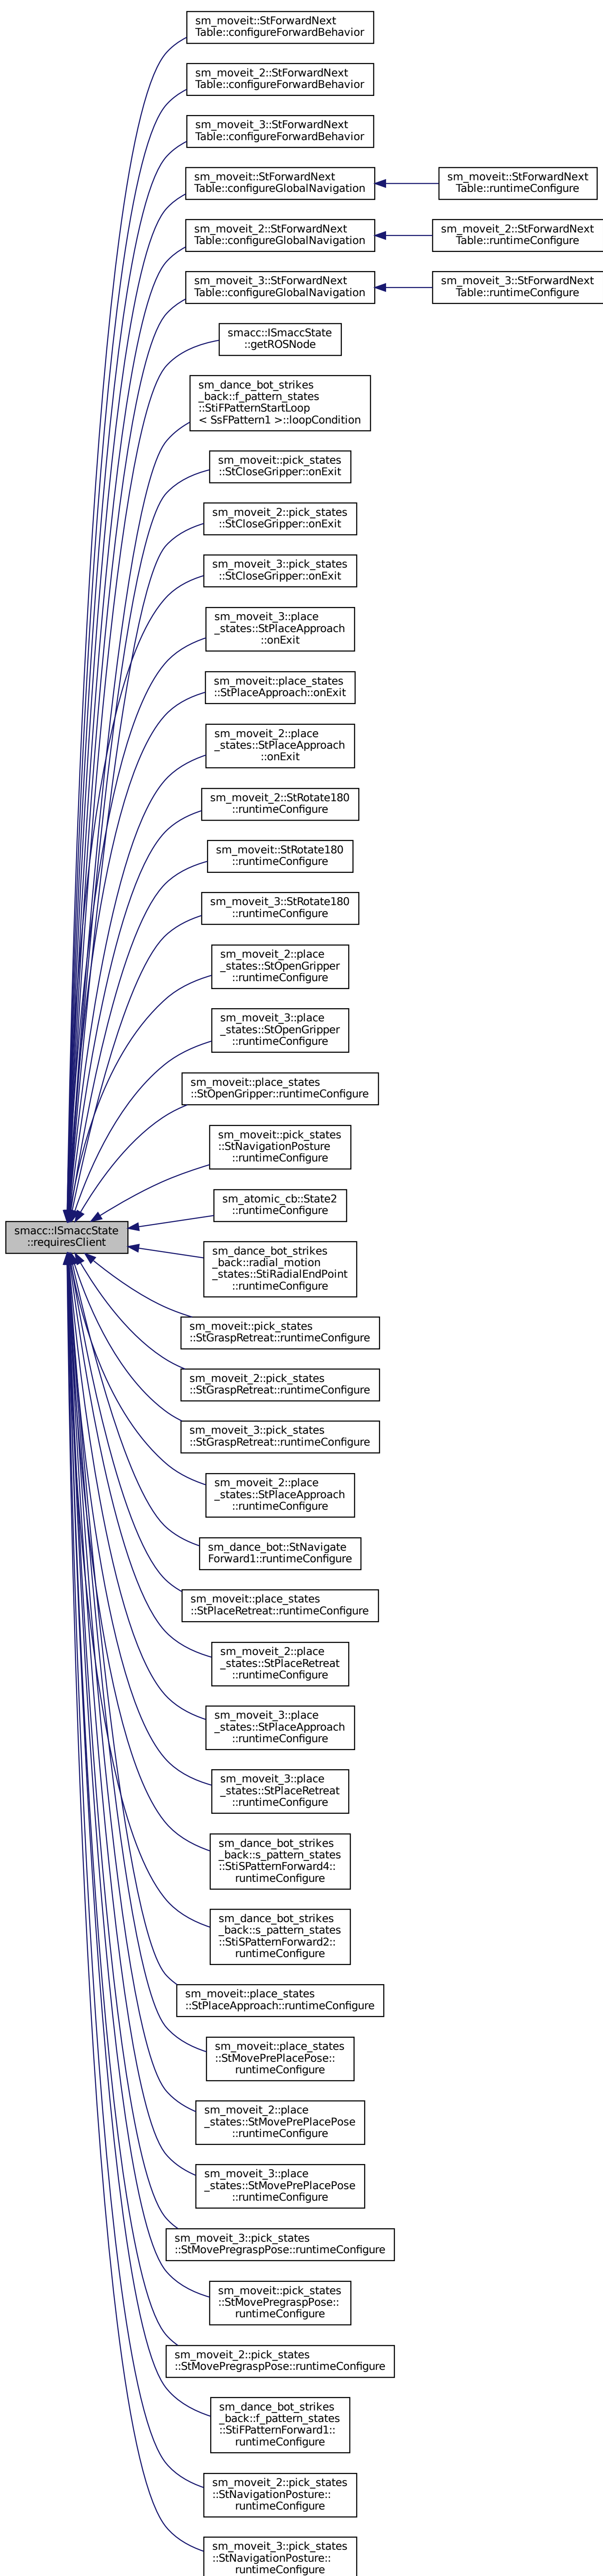 sm_moveit::StForwardNext
Table::configureForwardBehavior
sm_moveit_2::StForwardNext
Table::configureForwardBehavior
sm_moveit_3::StForwardNext
Table::configureForwardBehavior
sm_moveit::StForwardNext
Table::configureGlobalNavigation
sm_moveit::StForwardNext
Table::runtimeConfigure
sm_moveit_2::StForwardNext
Table::configureGlobalNavigation
sm_moveit_2::StForwardNext
Table::runtimeConfigure
sm_moveit_3::StForwardNext
Table::configureGlobalNavigation
sm_moveit_3::StForwardNext
Table::runtimeConfigure
smacc::ISmaccState
::getROSNode
sm_dance_bot_strikes
_back::f_pattern_states
::StiFPatternStartLoop
< SsFPattern1 >::loopCondition
sm_moveit::pick_states
::StCloseGripper::onExit
sm_moveit_2::pick_states
::StCloseGripper::onExit
sm_moveit_3::pick_states
::StCloseGripper::onExit
sm_moveit_3::place
_states::StPlaceApproach
::onExit
sm_moveit::place_states
::StPlaceApproach::onExit
sm_moveit_2::place
_states::StPlaceApproach
::onExit
sm_moveit_2::StRotate180
::runtimeConfigure
sm_moveit::StRotate180
::runtimeConfigure
sm_moveit_3::StRotate180
::runtimeConfigure
sm_moveit_2::place
_states::StOpenGripper
::runtimeConfigure
sm_moveit_3::place
_states::StOpenGripper
::runtimeConfigure
sm_moveit::place_states
::StOpenGripper::runtimeConfigure
sm_moveit::pick_states
::StNavigationPosture
::runtimeConfigure
sm_atomic_cb::State2
::runtimeConfigure
smacc::ISmaccState
::requiresClient
sm_dance_bot_strikes
_back::radial_motion
_states::StiRadialEndPoint
::runtimeConfigure
sm_moveit::pick_states
::StGraspRetreat::runtimeConfigure
sm_moveit_2::pick_states
::StGraspRetreat::runtimeConfigure
sm_moveit_3::pick_states
::StGraspRetreat::runtimeConfigure
sm_moveit_2::place
_states::StPlaceApproach
::runtimeConfigure
sm_dance_bot::StNavigate
Forward1::runtimeConfigure
sm_moveit::place_states
::StPlaceRetreat::runtimeConfigure
sm_moveit_2::place
_states::StPlaceRetreat
::runtimeConfigure
sm_moveit_3::place
_states::StPlaceApproach
::runtimeConfigure
sm_moveit_3::place
_states::StPlaceRetreat
::runtimeConfigure
sm_dance_bot_strikes
_back::s_pattern_states
::StiSPatternForward4::
runtimeConfigure
sm_dance_bot_strikes
_back::s_pattern_states
::StiSPatternForward2::
runtimeConfigure
sm_moveit::place_states
::StPlaceApproach::runtimeConfigure
sm_moveit::place_states
::StMovePrePlacePose::
runtimeConfigure
sm_moveit_2::place
_states::StMovePrePlacePose
::runtimeConfigure
sm_moveit_3::place
_states::StMovePrePlacePose
::runtimeConfigure
sm_moveit_3::pick_states
::StMovePregraspPose::runtimeConfigure
sm_moveit::pick_states
::StMovePregraspPose::
runtimeConfigure
sm_moveit_2::pick_states
::StMovePregraspPose::runtimeConfigure
sm_dance_bot_strikes
_back::f_pattern_states
::StiFPatternForward1::
runtimeConfigure
sm_moveit_2::pick_states
::StNavigationPosture::
runtimeConfigure
sm_moveit_3::pick_states
::StNavigationPosture::
runtimeConfigure